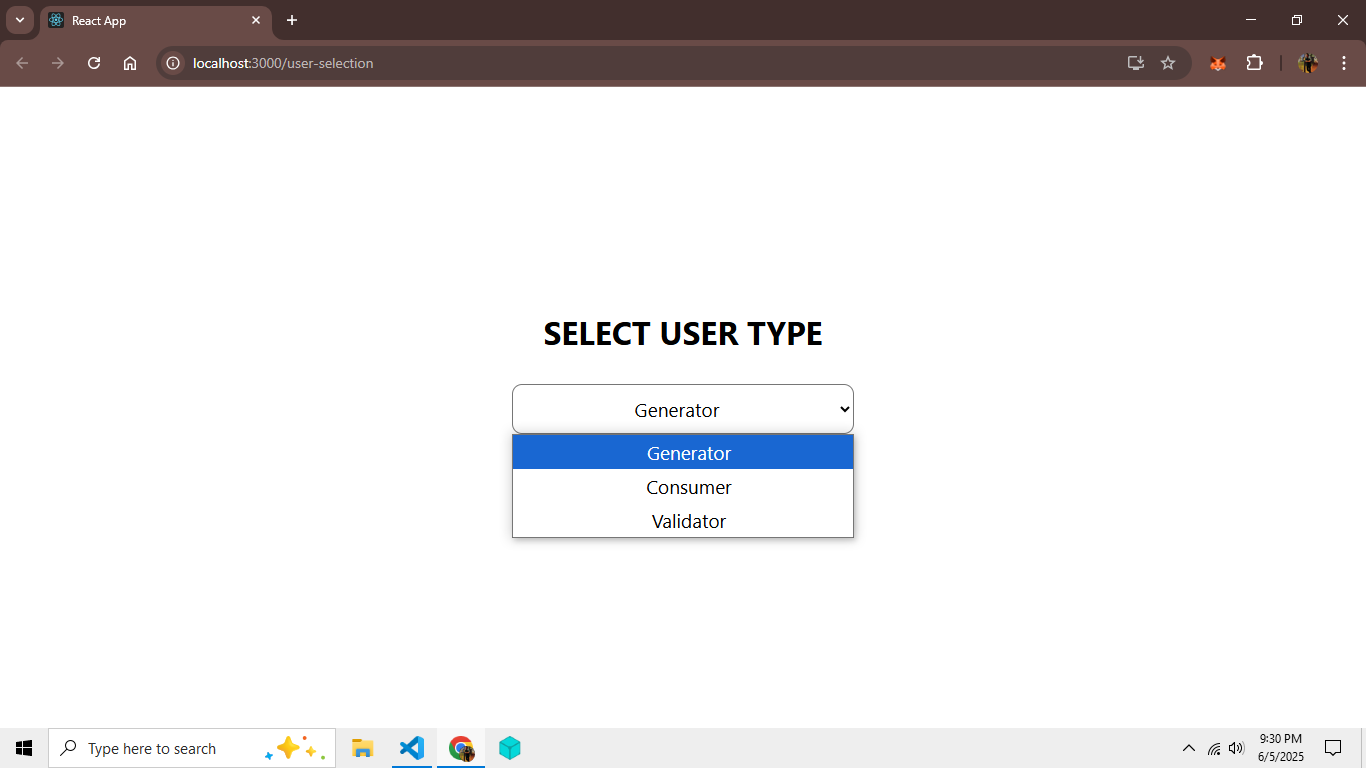 React App
localhost:3000/user-selection
SELECT USER TYPE
Generator
Generator
Consumer
Validator
Type here to search
9:30 PM
6/5/2025